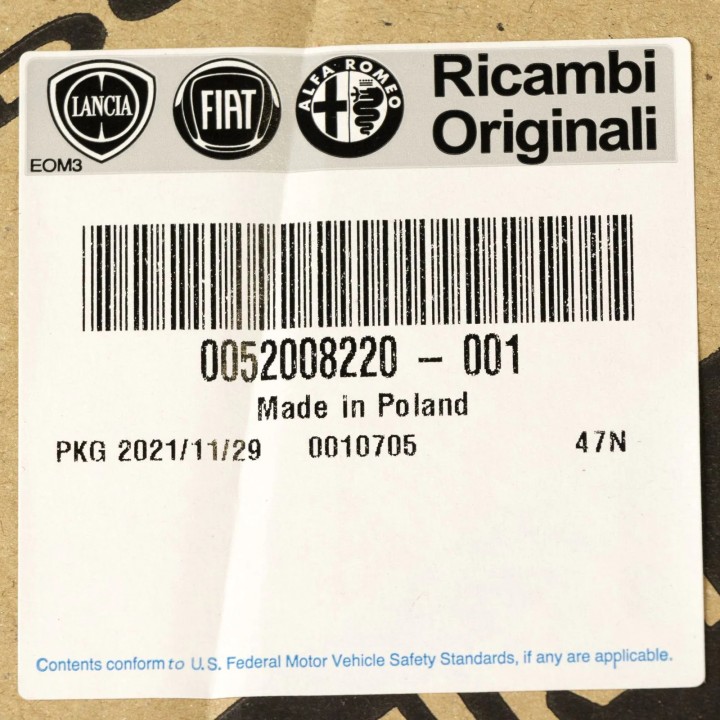 LANCIA FIAT ALFA ROMEO Ricambi
Originali
EOM3
0052008220 - 001
Made in Poland
PKG 2021/11/29 0010705 47N
Contents conform to U.S. Federal Motor Vehicle Safety Standards, if any are applicable.